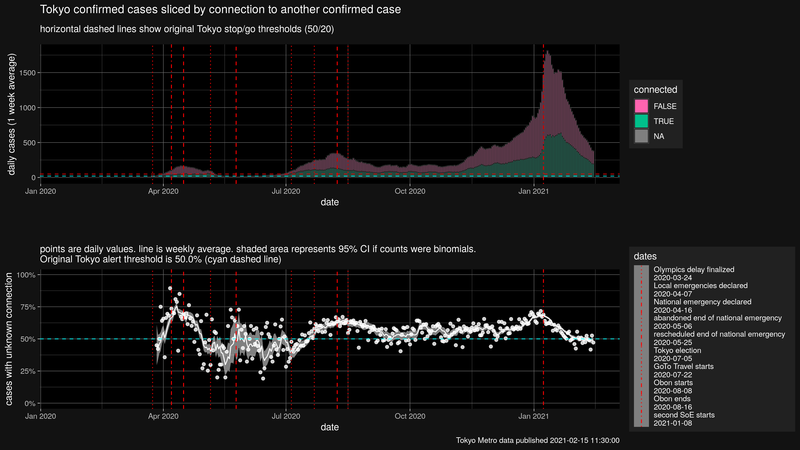 Tokyo confirmed cases sliced by connection to another confirmed case
horizontal dashed lines show original Tokyo stop/go thresholds (50/20)
daily cases (1 week average)
1500
1000
500
0
Jan 2020
Apr 2020
Jul 2020
Oct 2020
Jan 2021
date
connected
FALSE
TRUE
NA
points are daily values. line is weekly average. shaded area represents 95% CI if counts were binomials.
Original Tokyo alert threshold is 50.0% (cyan dashed line)
cases with unknown connection
100%
75%
50%
25%
0%
Jan 2020
Apr 2020
Jul 2020
Oct 2020
Jan 2021
date
dates
Olympics delay finalized
2020-03-24
Local emergencies declared
2020-04-07
National emergency declared
2020-04-16
abandoned end of national emergency
2020-05-06
rescheduled end of national emergency
2020-05-25
Tokyo election
2020-07-05
GoTo Travel starts
2020-07-22
Obon starts
2020-08-08
Obon ends
2020-08-16
second SoE starts
2021-01-08
Tokyo Metro data published 2021-02-15 11:30:00